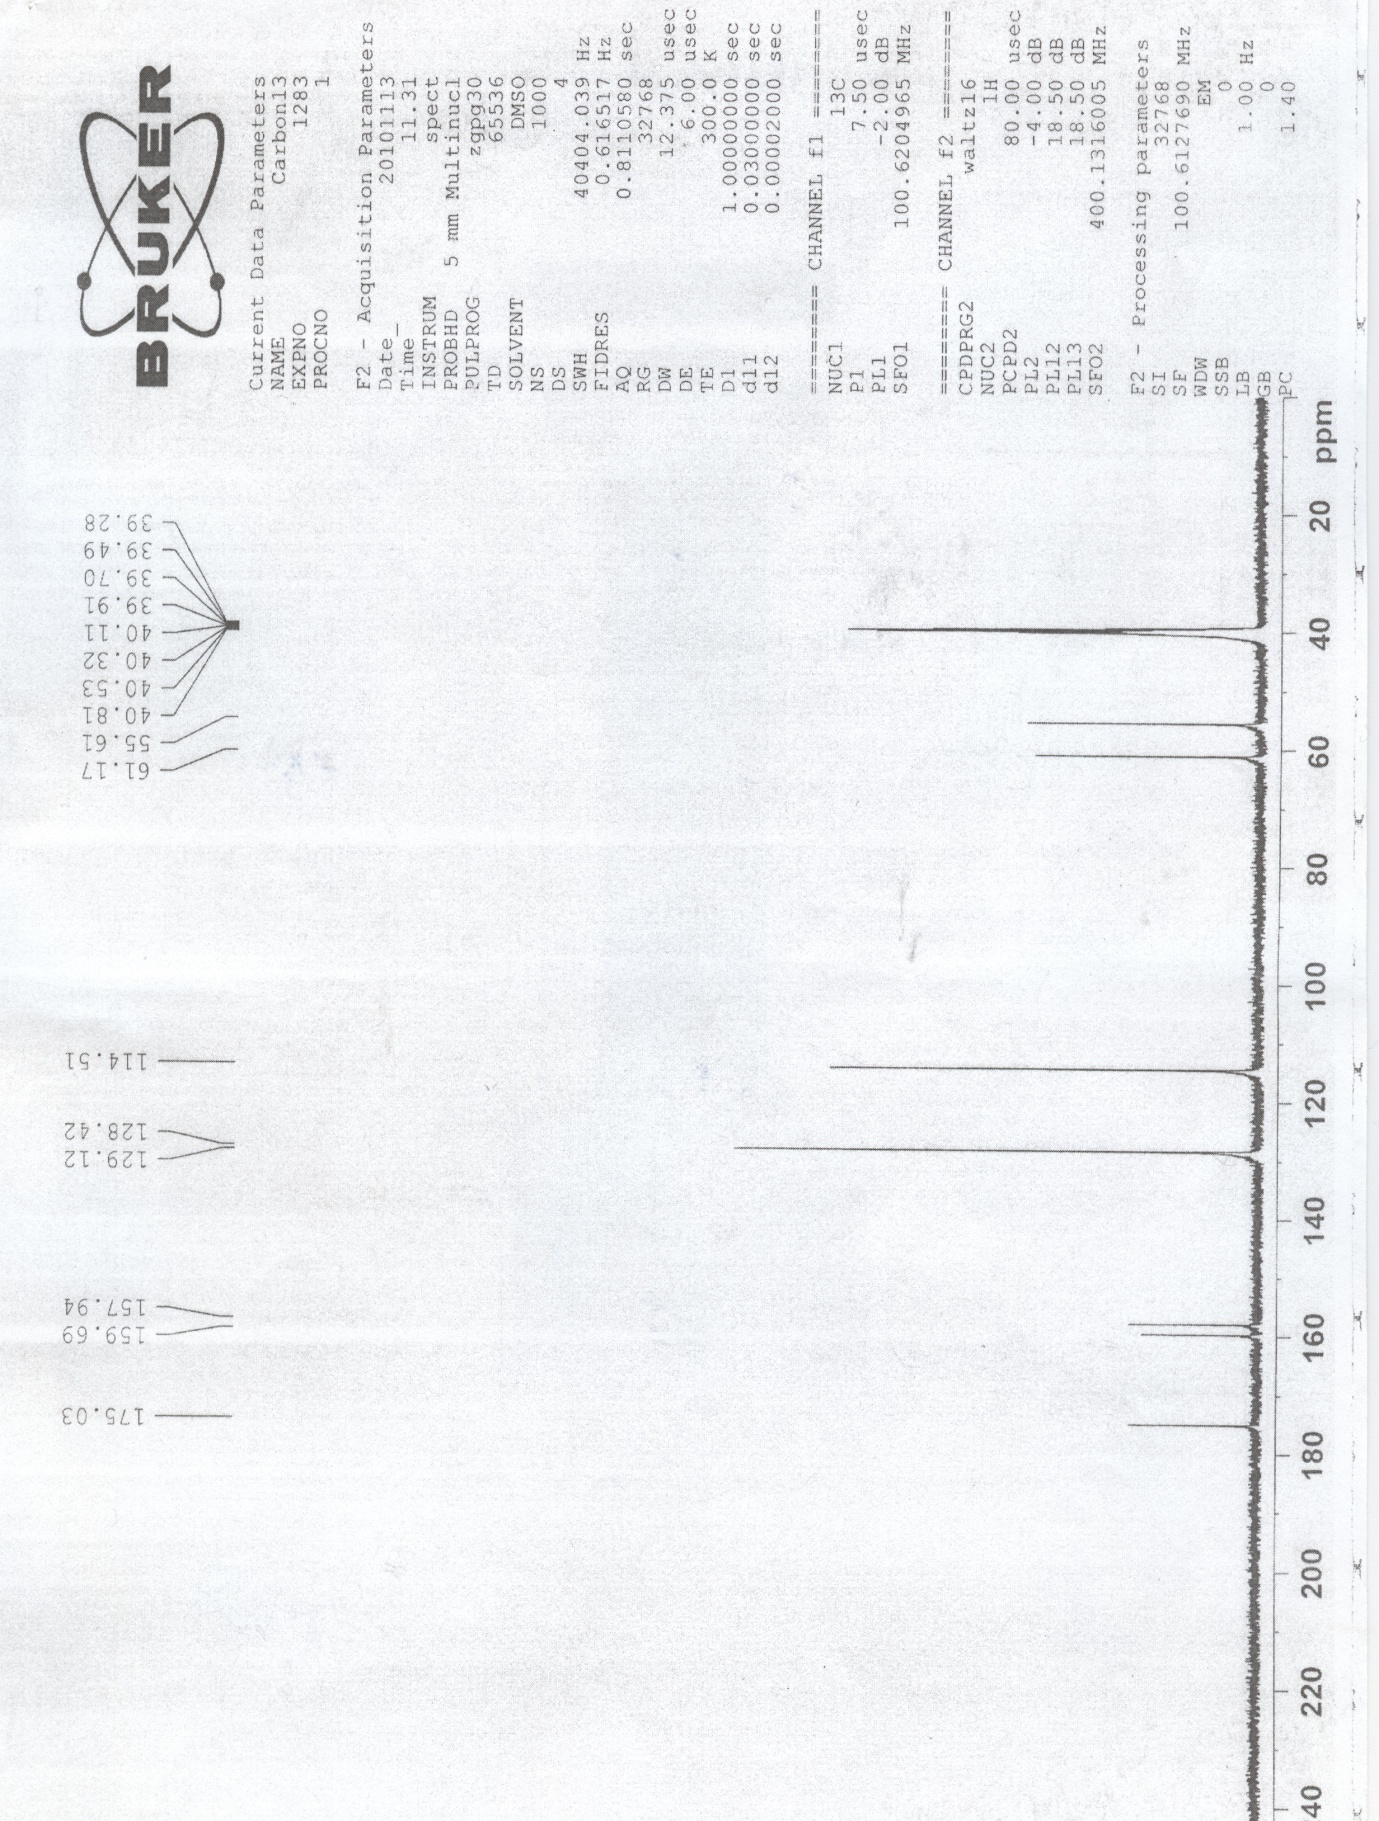 BRUKER
Current Data Parameters
NAME Carbon13
EXPNO 1283
PROCNO 1
F2 - Acquisition Parameters
Date_ 20101113
Time 11.31
INSTRUM spect
PROBHD 5 mm Multinucl
PULPROG zgpg30
TD 65536
SOLVENT DMSO
NS 1000
DS 4
SWH 40404.039 Hz
FIDRES 0.616517 Hz
AQ 0.8110580 sec
RG 32768
DW 12.375 usec
DE 6.00 usec
TE 300.0 K
D1 1.00000000 sec
d11 0.03000000 sec
d12 0.00002000 sec
======== CHANNEL f1 ========
NUC1 13C
P1 7.50 usec
PL1 -2.00 dB
SFO1 100.6204965 MHz
======== CHANNEL f2 ========
CPDPRG2 waltz16
NUC2 1H
PCPD2 80.00 usec
PL2 -4.00 dB
PL12 18.50 dB
PL13 18.50 dB
SFO2 400.1316005 MHz
F2 - Processing parameters
SI 32768
SF 100.6127690 MHz
WDW EM
SSB 0
LB 1.00 Hz
GB 0
PC 1.40
175.03
159.69
157.94
129.12
128.42
114.51
61.17
55.61
40.81
40.53
40.32
40.11
39.91
39.70
39.49
39.28
40 220 200 180 160 140 120 100 80 60 40 20 ppm